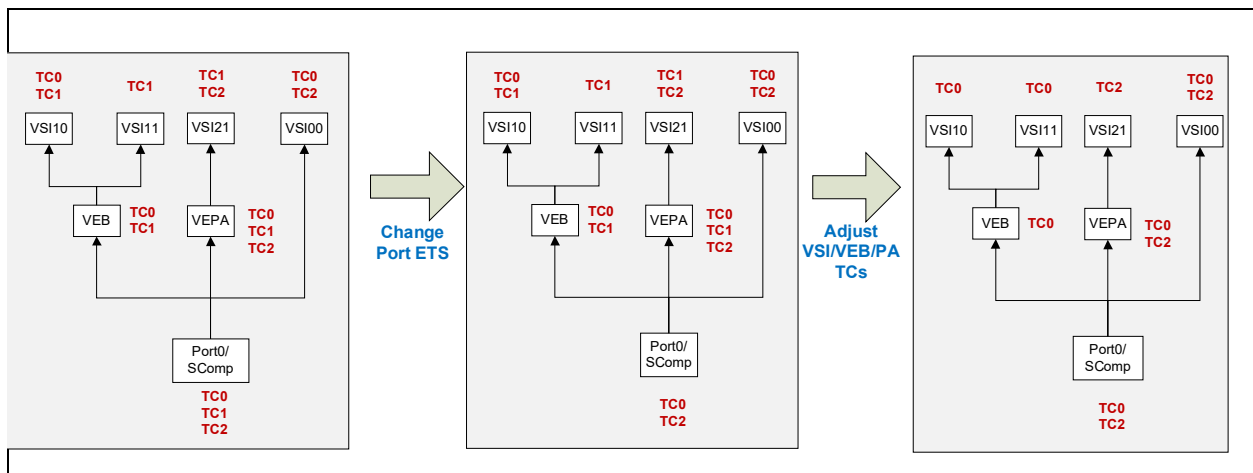 TC0
TC1
TC1
TC1
TC2
TC0
TC2
VSI10
VSI11
VSI21
VSI00
VEB
TC0
TC1
VEPA
TC0
TC1
TC2
Port0/
SComp
TC0
TC1
TC2
Change
Port ETS
TC0
TC1
TC1
TC1
TC2
TC0
TC2
VSI10
VSI11
VSI21
VSI00
VEB
TC0
TC1
VEPA
TC0
TC1
TC2
Port0/
SComp
TC0
TC2
Adjust
VSI/VEB/PA
TCs
TC0
TC0
TC2
TC0
TC2
VSI10
VSI11
VSI21
VSI00
VEB
TC0
VEPA
TC0
TC2
Port0/
SComp
TC0
TC2